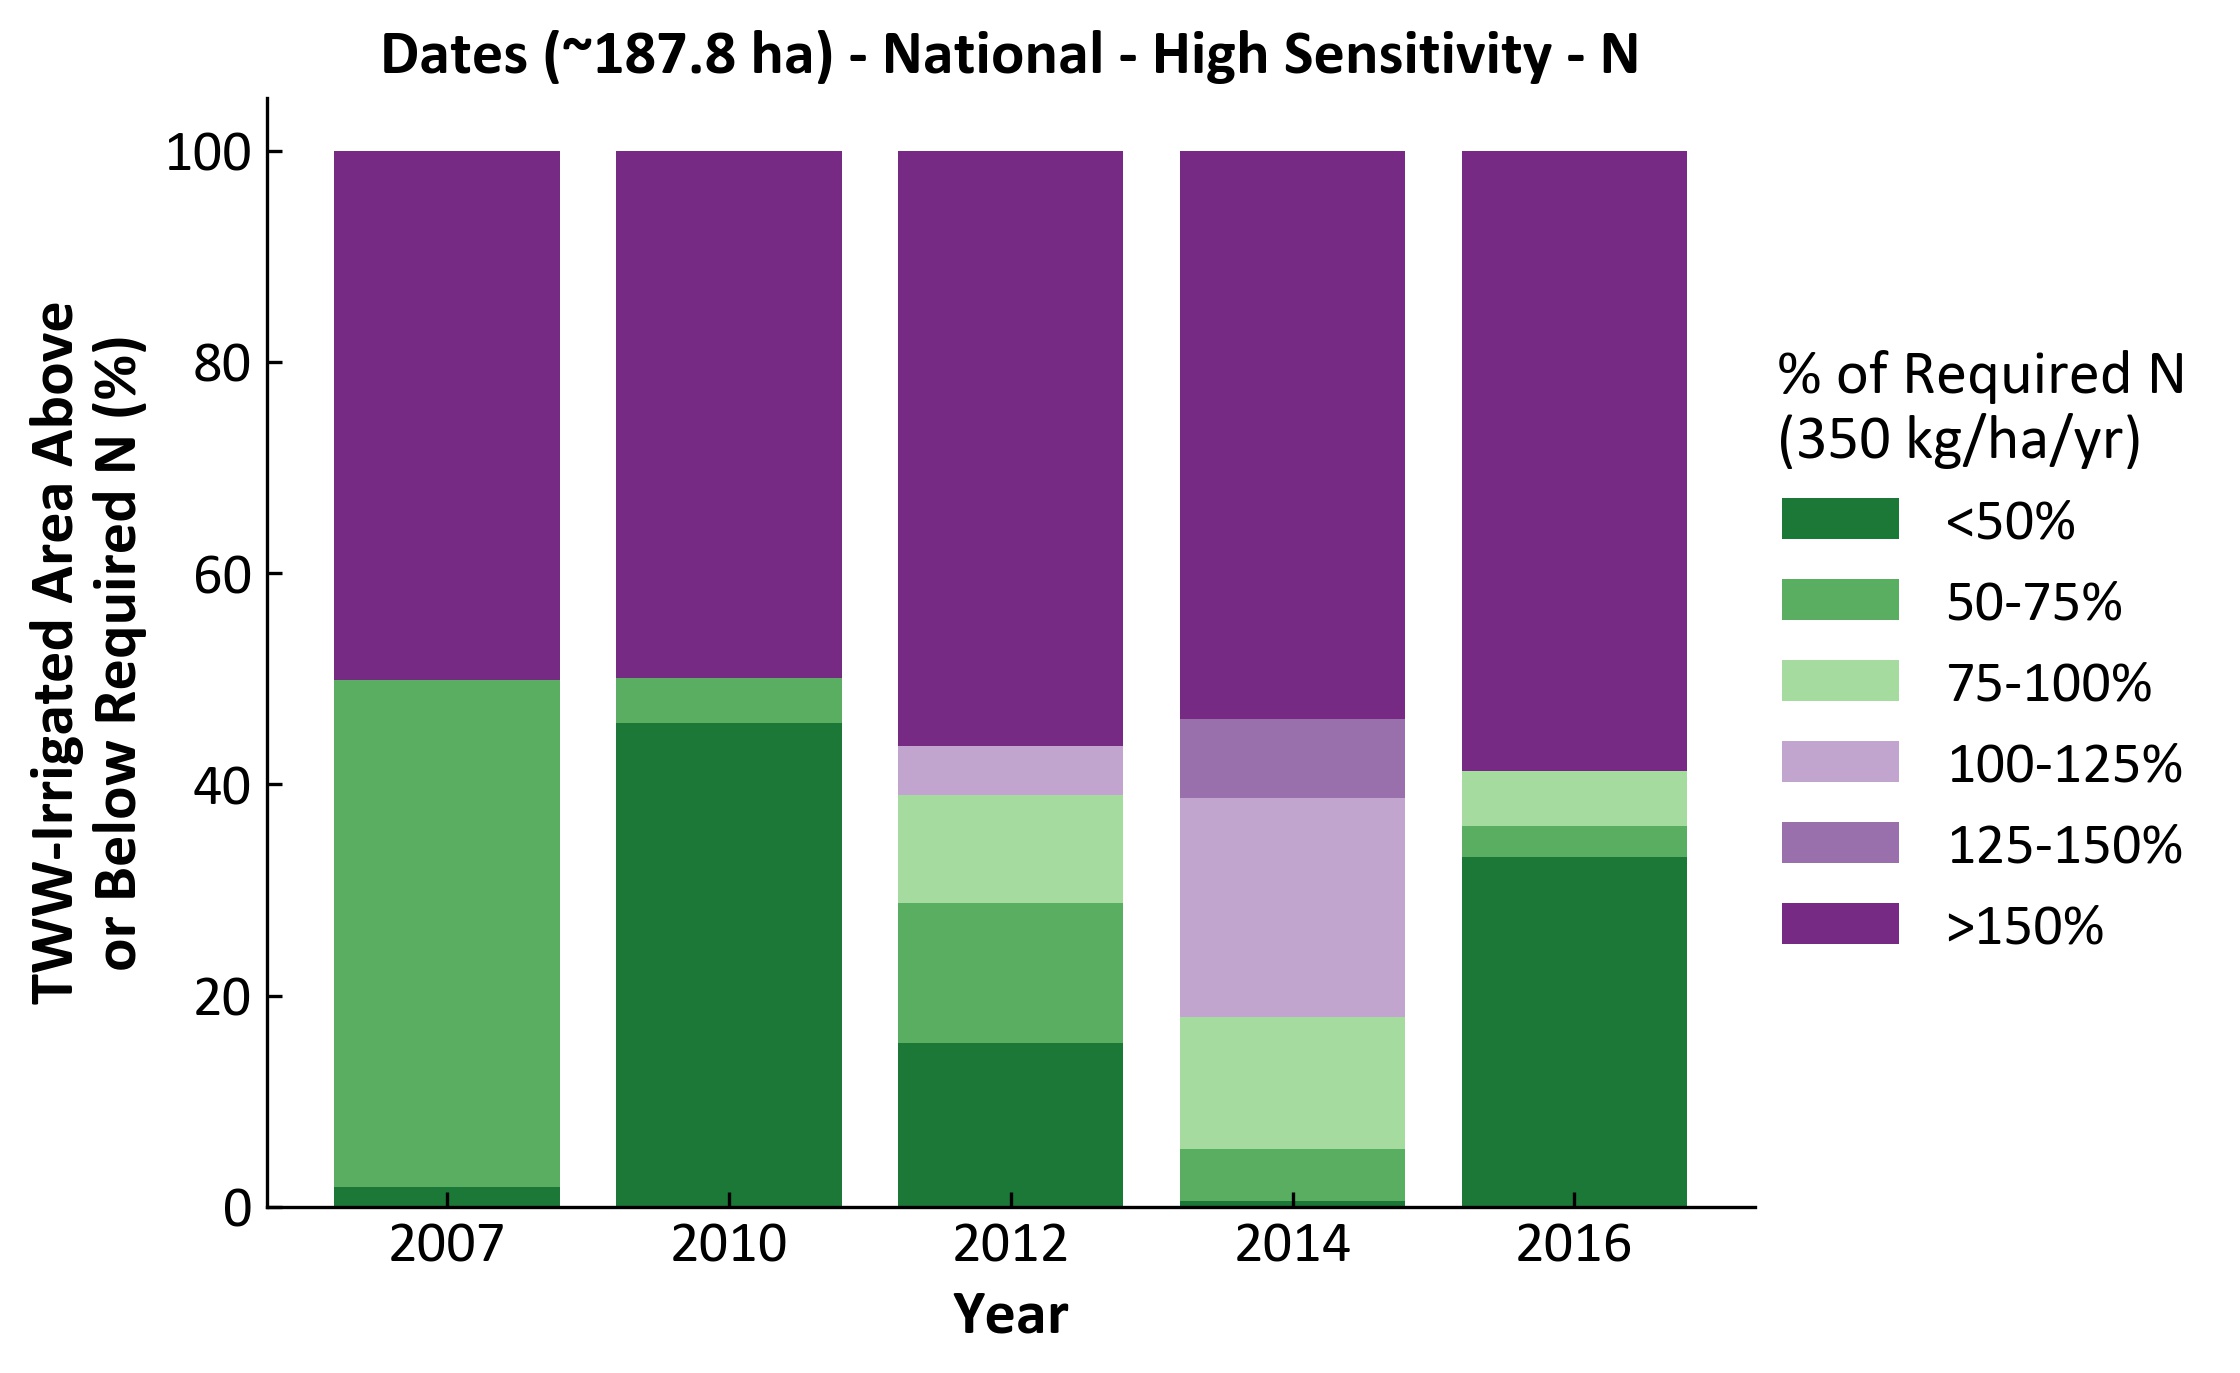 Dates (~187.8 ha) - National - High Sensitivity - N
TWW-Irrigated Area Above
or Below Required N (%)
100
80
60
40
20
0
2007 2010 2012 2014 2016
Year
% of Required N
(350 kg/ha/yr)
<50%
50-75%
75-100%
100-125%
125-150%
>150%